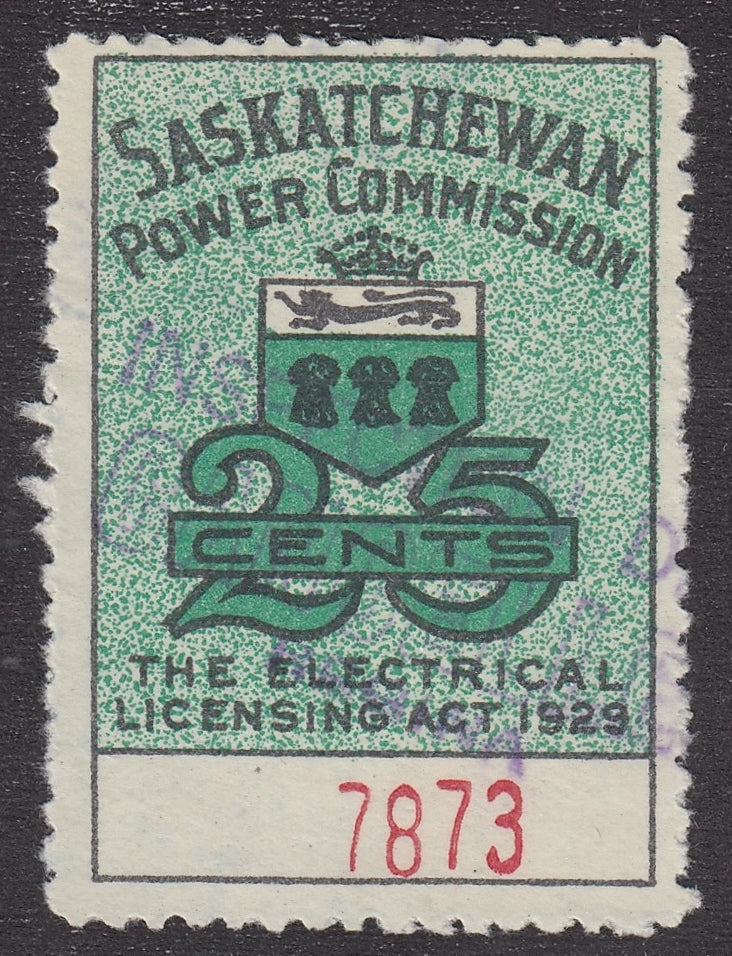 SASKATCHEWAN
POWER COMMISSION
25
CENTS
THE ELECTRICAL
LICENSING ACT 1929
7873